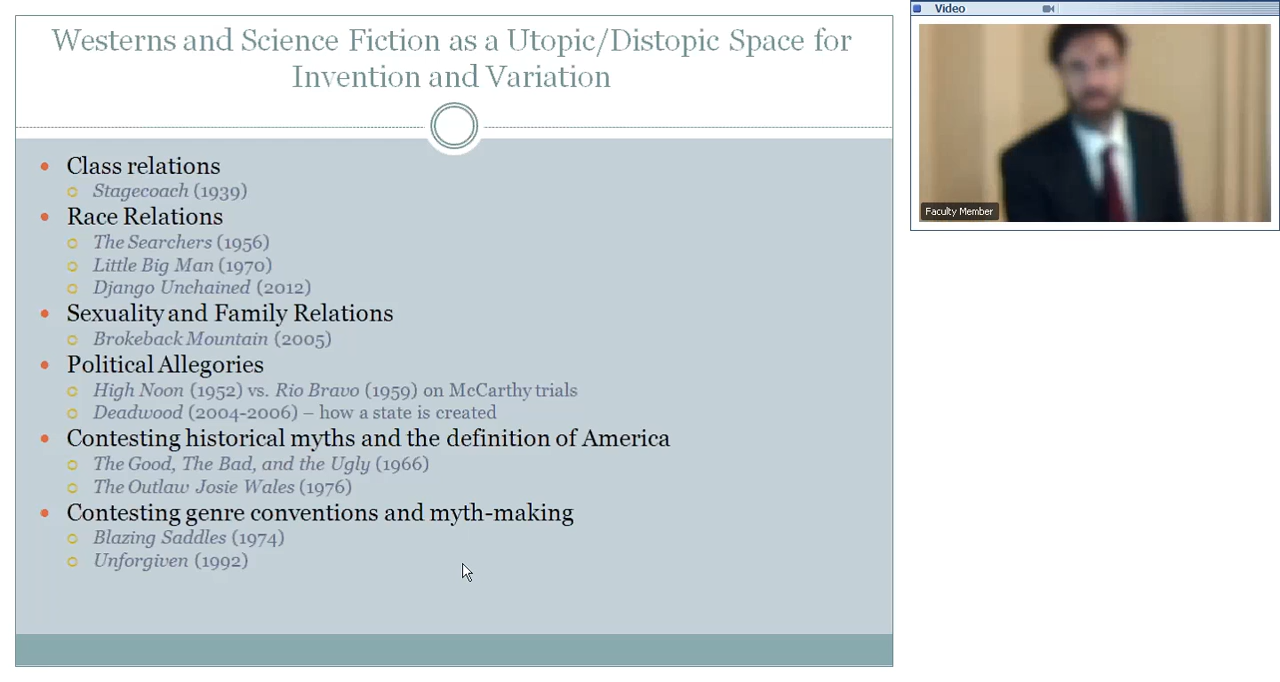 Westerns and Science Fiction as a Utopic/Distopic Space for
Invention and Variation
Class relations
Stagecoach (1939)
Race Relations
The Searchers (1956)
Little Big Man (1970)
Django Unchained (2012)
Sexuality and Family Relations
Brokeback Mountain (2005)
Political Allegories
High Noon (1952) vs. Rio Bravo (1959) on McCarthy trials
Deadwood (2004-2006) – how a state is created
Contesting historical myths and the definition of America
The Good, The Bad, and the Ugly (1966)
The Outlaw Josie Wales (1976)
Contesting genre conventions and myth-making
Blazing Saddles (1974)
Unforgiven (1992)
Video
Faculty Member